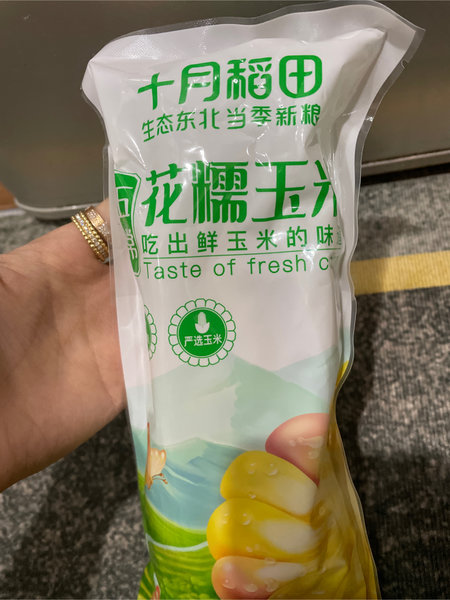 十月稻田
生态东北当季新粮
花糯玉米
吃出鲜玉米的味
Taste of fresh c
严选玉米